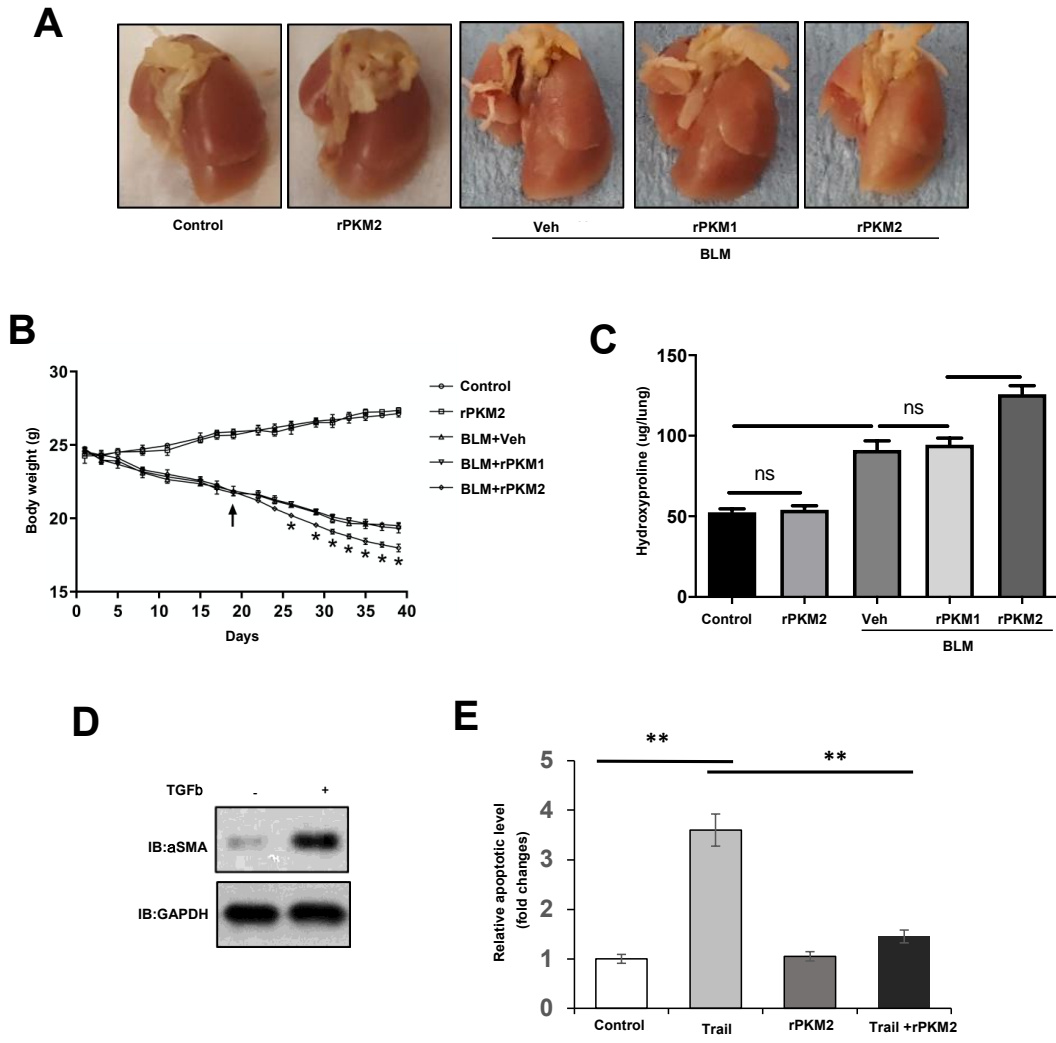 A
Control
rPKM2
Veh
rPKM1
rPKM2
BLM
B
Body weight (g)
30
25
20
15
0 5 10 15 20 25 30 35 40
Days
* * * * * * *
Control
rPKM2
BLM+Veh
BLM+rPKM1
BLM+rPKM2
C
Hydroxyproline (ug/lung)
150
100
50
0
ns
ns
Control rPKM2 Veh rPKM1 rPKM2
BLM
D
TGFb - +
IB:aSMA
IB:GAPDH
E
Relative apoptotic level
(fold changes)
5
4
3
2
1
0
**
**
Control Trail rPKM2 Trail +rPKM2